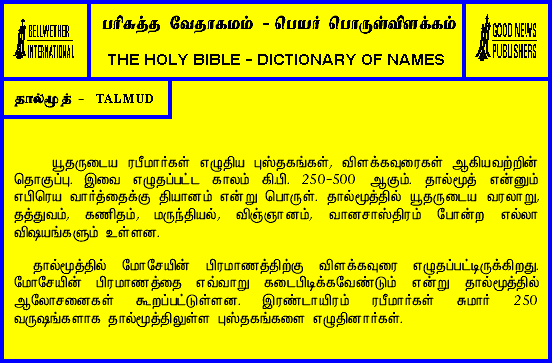 BELLWETHER
INTERNATIONAL
பரிசுத்த வேதாகமம் - பெயர் பொருள்விளக்கம்
THE HOLY BIBLE - DICTIONARY OF NAMES
GOOD NEWS
PUBLISHERS
தால்மூத் - TALMUD
யூதருடைய ரபீமார்கள் எழுதிய புஸ்தகங்கள், விளக்கவுரைகள் ஆகியவற்றின்
தொகுப்பு. இவை எழுதப்பட்ட காலம் கி.பி. 250-500 ஆகும். தால்மூத் என்னும்
எபிரெய வார்த்தைக்கு தியானம் என்று பொருள். தால்மூத்தில் யூதருடைய வரலாறு,
தத்துவம், கணிதம், மருந்தியல், விஞ்ஞானம், வானசாஸ்திரம் போன்ற எல்லா
விஷயங்களும் உள்ளன.
தால்மூத்தில் மோசேயின் பிரமாணத்திற்கு விளக்கவுரை எழுதப்பட்டிருக்கிறது.
மோசேயின் பிரமாணத்தை எவ்வாறு கடைபிடிக்கவேண்டும் என்று தால்மூத்தில்
ஆலோசணைகள் கூறப்பட்டுள்ளன. இரண்டாயிரம் ரபீமார்கள் சுமார் 250
வருஷங்களாக தால்மூத்திலுள்ள புஸ்தகங்களை எழுதினார்கள்.